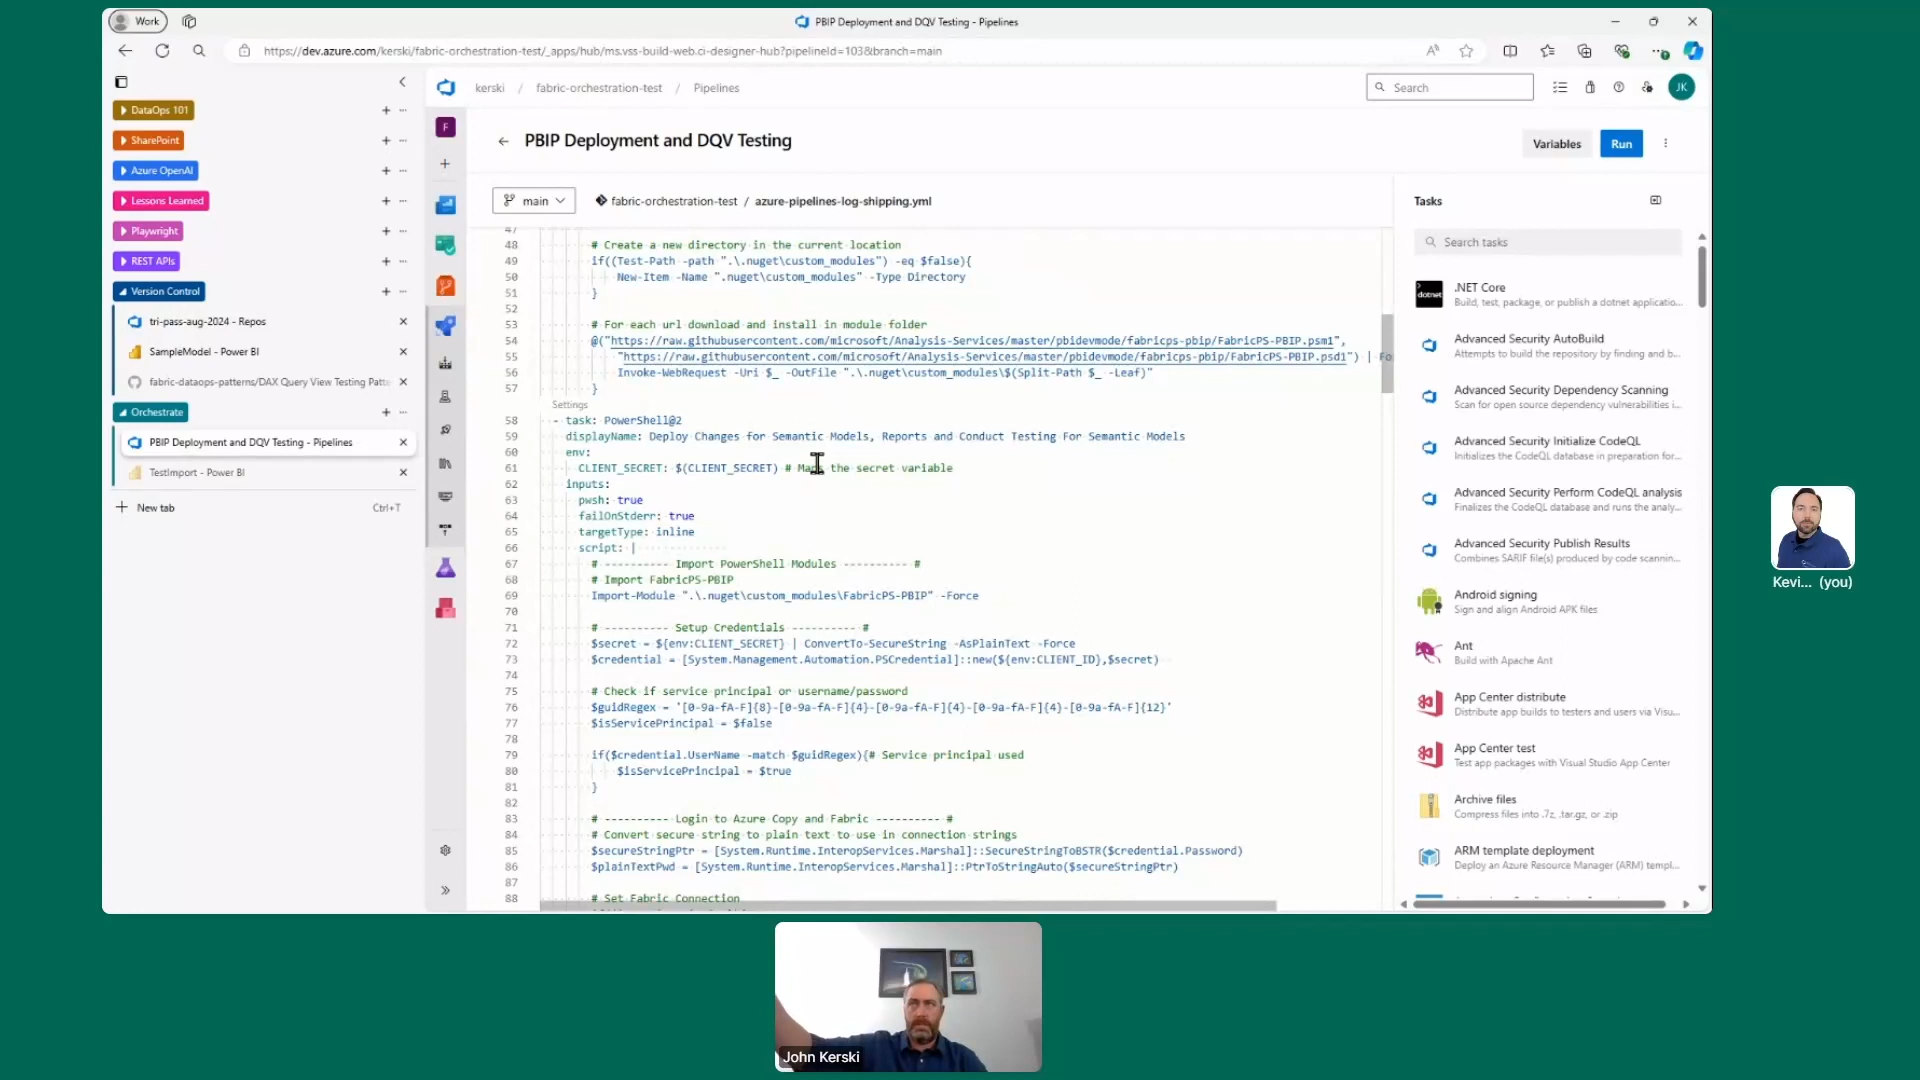 Work
PBIP Deployment and DQV Testing - Pipelines
https://dev.azure.com/kerski/fabric-orchestration-test/_apps/hub/ms.vss-build-web.ci-designer-hub?pipelineId=103&branch=main
DataOps 101
SharePoint
Azure OpenAI
Lessons Learned
Playwright
REST APIs
Version Control
tri-pass-aug-2024 - Repos
SampleModel - Power BI
fabric-dataops-patterns/DAX Query View Testing Patte
Orchestrate
PBIP Deployment and DQV Testing - Pipelines
TestImport - Power BI
New tab Ctrl+T
kerski / fabric-orchestration-test / Pipelines
Search
JK
F
PBIP Deployment and DQV Testing
Variables
Run
main
fabric-orchestration-test / azure-pipelines-log-shipping.yml
47
48 # Create a new directory in the current location
49 if((Test-Path -path ".\.nuget\custom_modules") -eq $false){
50 New-Item -Name ".nuget\custom_modules" -Type Directory
51 }
52
53 # For each url download and install in module folder
54 @("https://raw.githubusercontent.com/microsoft/Analysis-Services/master/pbidevmode/fabricps-pbip/FabricPS-PBIP.psm1",
55 "https://raw.githubusercontent.com/microsoft/Analysis-Services/master/pbidevmode/fabricps-pbip/FabricPS-PBIP.psd1") | Fo
56 Invoke-WebRequest -Uri $_ -OutFile ".\.nuget\custom_modules\$(Split-Path $_ -Leaf)"
57 }
Settings
58 - task: PowerShell@2
59 displayName: Deploy Changes for Semantic Models, Reports and Conduct Testing For Semantic Models
60 env:
61 CLIENT_SECRET: $(CLIENT_SECRET) # Maps the secret variable
62 inputs:
63 pwsh: true
64 failOnStderr: true
65 targetType: inline
66 script: |
67 # ---------- Import PowerShell Modules ---------- #
68 # Import FabricPS-PBIP
69 Import-Module ".\.nuget\custom_modules\FabricPS-PBIP" -Force
70
71 # ---------- Setup Credentials ---------- #
72 $secret = ${env:CLIENT_SECRET} | ConvertTo-SecureString -AsPlainText -Force
73 $credential = [System.Management.Automation.PSCredential]::new(${env:CLIENT_ID},$secret)
74
75 # Check if service principal or username/password
76 $guidRegex = '[0-9a-fA-F]{8}-[0-9a-fA-F]{4}-[0-9a-fA-F]{4}-[0-9a-fA-F]{4}-[0-9a-fA-F]{12}'
77 $isServicePrincipal = $false
78
79 if($credential.UserName -match $guidRegex){# Service principal used
80 $isServicePrincipal = $true
81 }
82
83 # ---------- Login to Azure Copy and Fabric ---------- #
84 # Convert secure string to plain text to use in connection strings
85 $secureStringPtr = [System.Runtime.InteropServices.Marshal]::SecureStringToBSTR($credential.Password)
86 $plainTextPwd = [System.Runtime.InteropServices.Marshal]::PtrToStringAuto($secureStringPtr)
87
88 # Set Fabric Connection
Tasks
Search tasks
dotnet
.NET Core
Build, test, package, or publish a dotnet applicatio...
Advanced Security AutoBuild
Attempts to build the repository by finding and b...
Advanced Security Dependency Scanning
Scan for open source dependency vulnerabilities i...
Advanced Security Initialize CodeQL
Initializes the CodeQL database in preparation for...
Advanced Security Perform CodeQL analysis
Finalizes the CodeQL database and runs the analy...
Advanced Security Publish Results
Combines SARIF file(s) produced by code scannin...
Android signing
Sign and align Android APK files
Ant
Build with Apache Ant
App Center distribute
Distribute app builds to testers and users via Visu...
App Center test
Test app packages with Visual Studio App Center
Archive files
Compress files into .7z, .tar.gz, or .zip
ARM template deployment
Deploy an Azure Resource Manager (ARM) templ...
Kevi... (you)
John Kerski